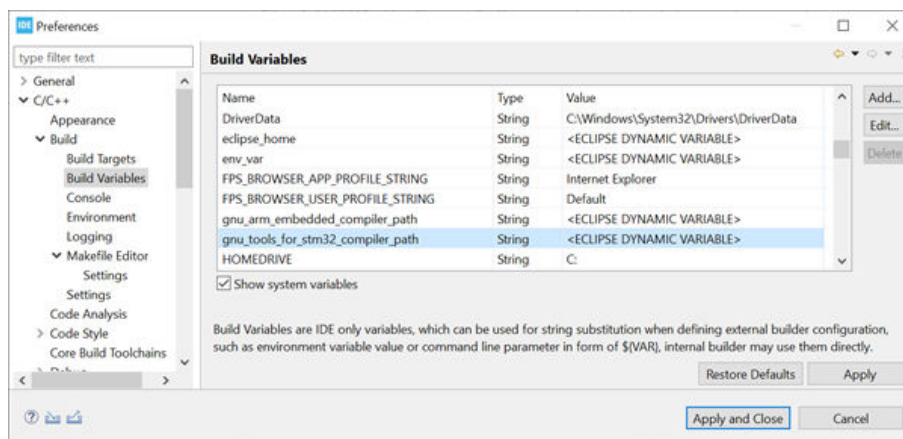 IDE Preferences
type filter text
General
C/C++
Appearance
Build
Build Targets
Build Variables
Console
Environment
Logging
Makefile Editor
Settings
Settings
Code Analysis
Code Style
Core Build Toolchains
Build Variables
Name Type Value
DriverData String C:\Windows\System32\Drivers\DriverData
eclipse_home String <ECLIPSE DYNAMIC VARIABLE>
env_var String <ECLIPSE DYNAMIC VARIABLE>
FPS_BROWSER_APP_PROFILE_STRING String Internet Explorer
FPS_BROWSER_USER_PROFILE_STRING String Default
gnu_arm_embedded_compiler_path String <ECLIPSE DYNAMIC VARIABLE>
gnu_tools_for_stm32_compiler_path String <ECLIPSE DYNAMIC VARIABLE>
HOMEDRIVE String C:
Add...
Edit...
Delete
Show system variables
Build Variables are IDE only variables, which can be used for string substitution when defining external builder configuration,
such as environment variable value or command line parameter in form of ${VAR}, internal builder may use them directly.
Restore Defaults Apply
Apply and Close Cancel